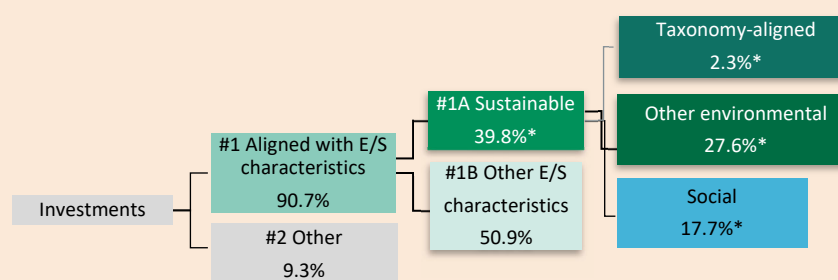 Investments
#1 Aligned with E/S
characteristics
90.7%
#2 Other
9.3%
#1A Sustainable
39.8%*
#1B Other E/S
characteristics
50.9%
Taxonomy-aligned
2.3%*
Other environmental
27.6%*
Social
17.7%*